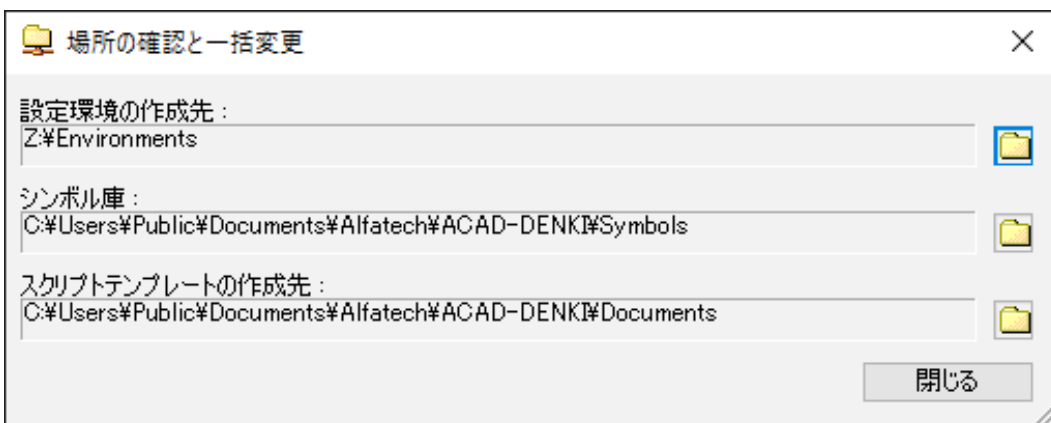 場所の確認と一括変更
設定環境の作成先：
Z:¥Environments
シンボル庫：
C:¥Users¥Public¥Documents¥Alfatech¥ACAD-DENKI¥Symbols
スクリプトテンプレートの作成先：
C:¥Users¥Public¥Documents¥Alfatech¥ACAD-DENKI¥Documents
閉じる